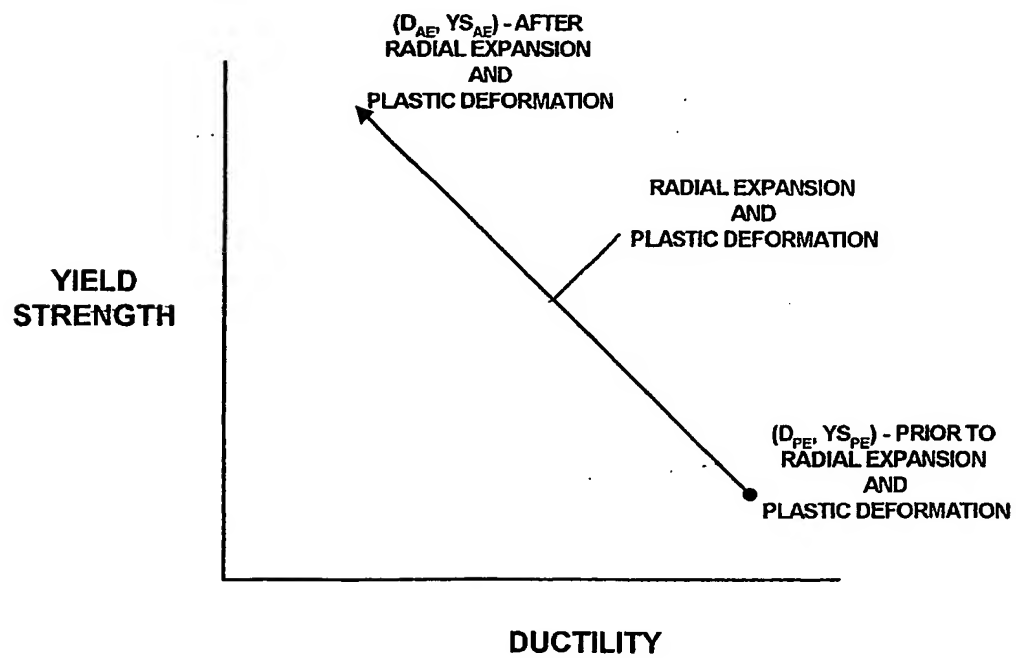 (D_AE, YS_AE) - AFTER
RADIAL EXPANSION
AND
PLASTIC DEFORMATION
RADIAL EXPANSION
AND
PLASTIC DEFORMATION
YIELD
STRENGTH
(D_PE, YS_PE) - PRIOR TO
RADIAL EXPANSION
AND
PLASTIC DEFORMATION
DUCTILITY